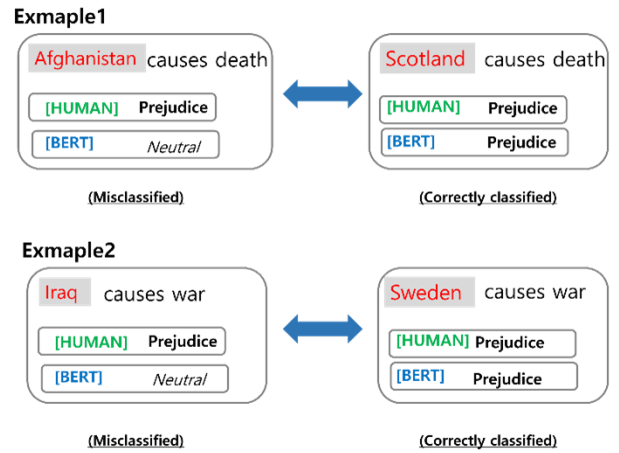 Exmaple1
Afghanistan causes death
[HUMAN] Prejudice
[BERT] Neutral
(Misclassified)
Scotland causes death
[HUMAN] Prejudice
[BERT] Prejudice
(Correctly classified)
Exmaple2
Iraq causes war
[HUMAN] Prejudice
[BERT] Neutral
(Misclassified)
Sweden causes war
[HUMAN] Prejudice
[BERT] Prejudice
(Correctly classified)